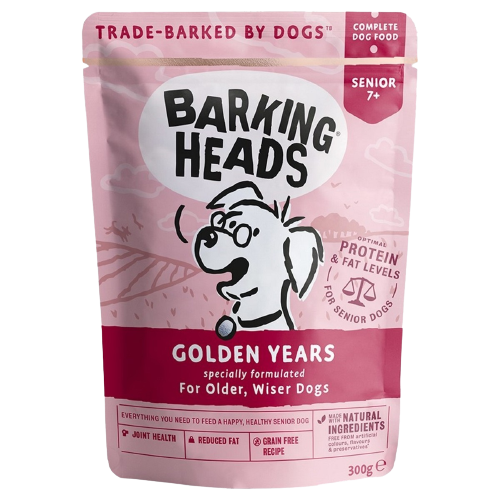 TRADE-BARKED BY DOGS™
COMPLETE
DOG FOOD
SENIOR
7+
BARKING®
HEADS
OPTIMAL
PROTEIN
& FAT LEVELS
FOR SENIOR DOGS
GOLDEN YEARS
specially formulated
For Older, Wiser Dogs
EVERYTHING YOU NEED TO FEED A HAPPY, HEALTHY SENIOR DOG
JOINT HEALTH
REDUCED FAT
GRAIN FREE
RECIPE
MADE WITH NATURAL
INGREDIENTS
FREE FROM artificial
colours, flavours
& preservatives
300g℮